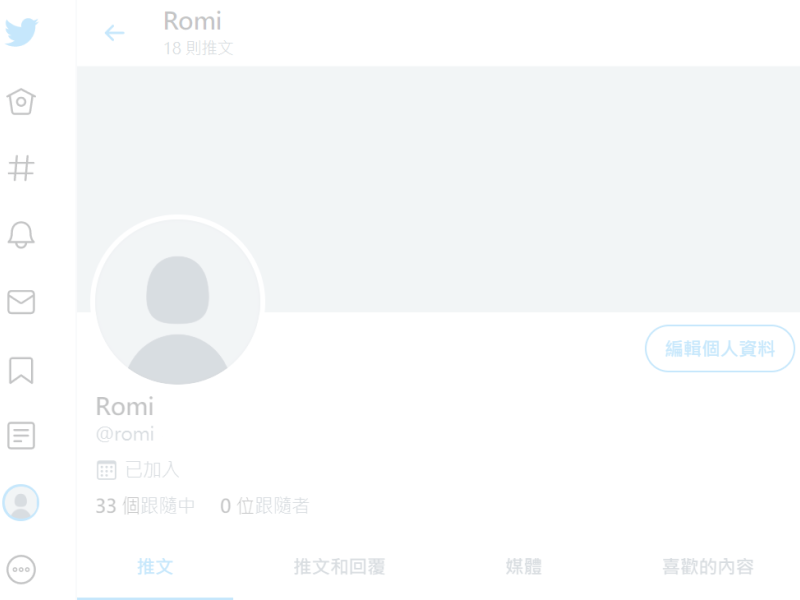 Romi
18 則推文
編輯個人資料
Romi
@romi
已加入
33 個跟隨中 0 位跟隨者
推文 推文和回覆 媒體 喜歡的內容